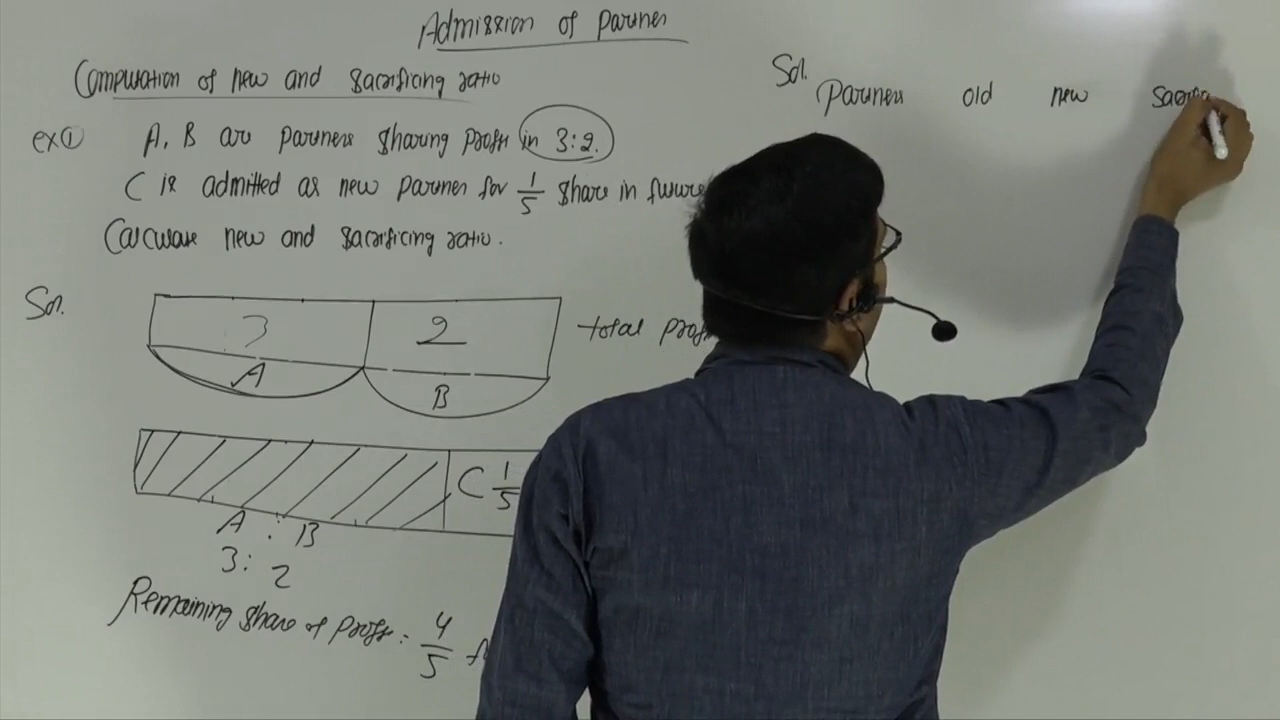 Admission of Partner
Computation of new and sacrificing ratio
ex ① A, B are partners sharing profit in 3:2.
C is admitted as new partner for 1/5 share in future
Calculate new and sacrificing ratio.
Sol.
3 2 total
A B
C 1/5
A : B
3 : 2
Remaining share of profit = 4/5
Sol.
Partners old new